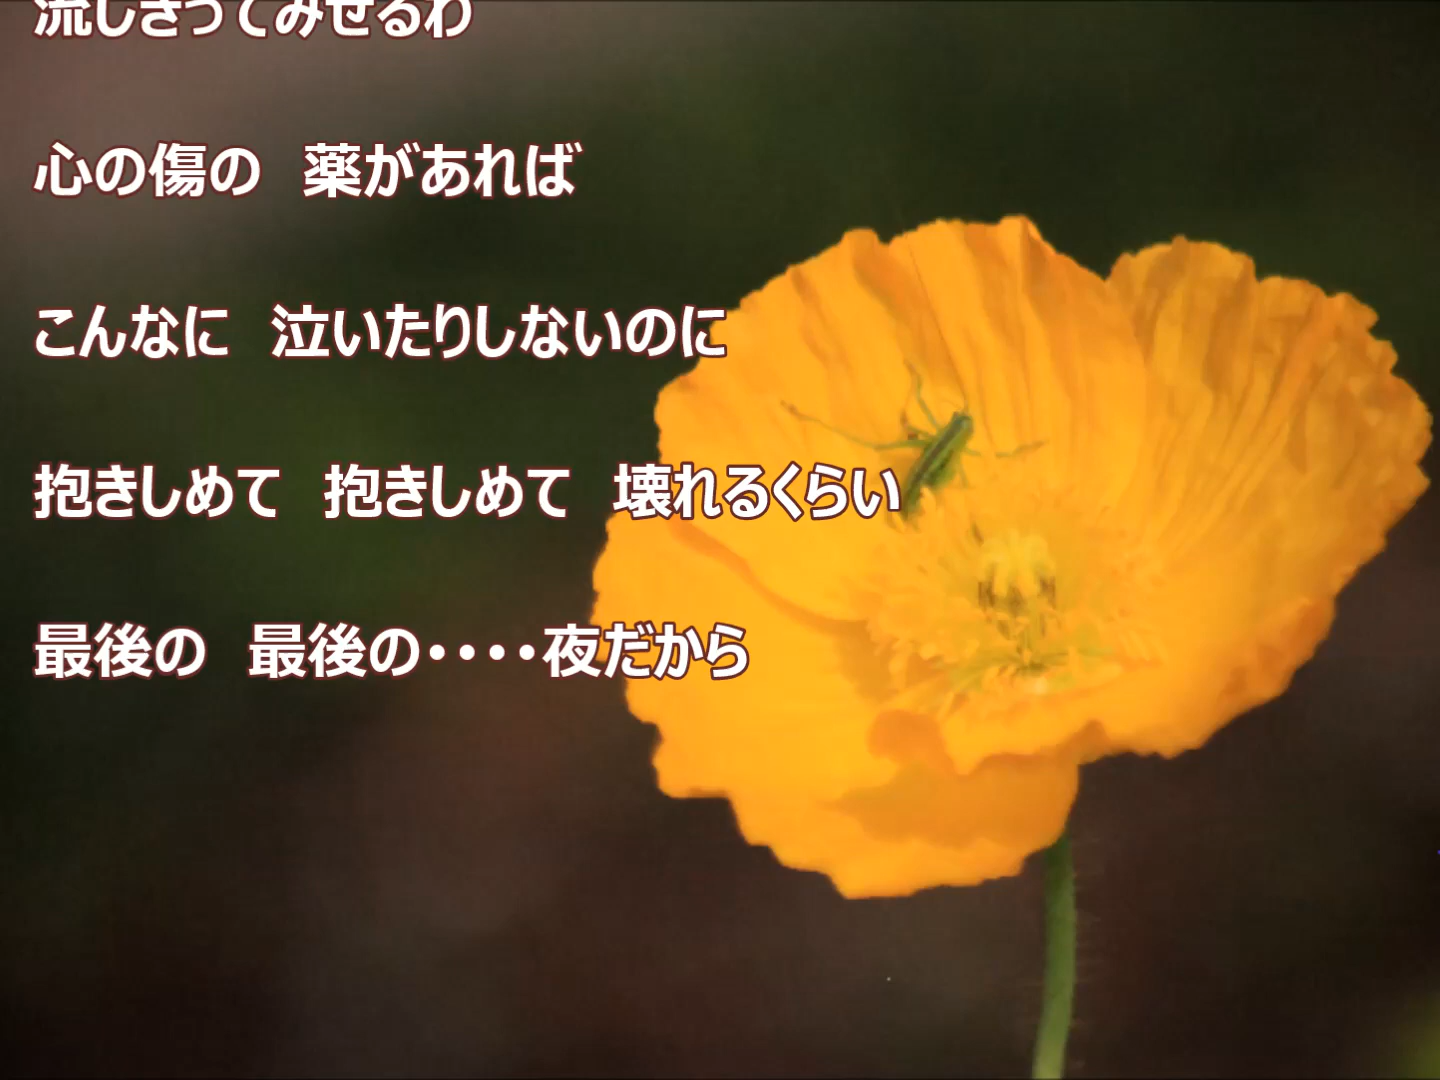 流しきってみせるわ
心の傷の　薬があれば
こんなに　泣いたりしないのに
抱きしめて　抱きしめて　壊れるくらい
最後の　最後の・・・・夜だから